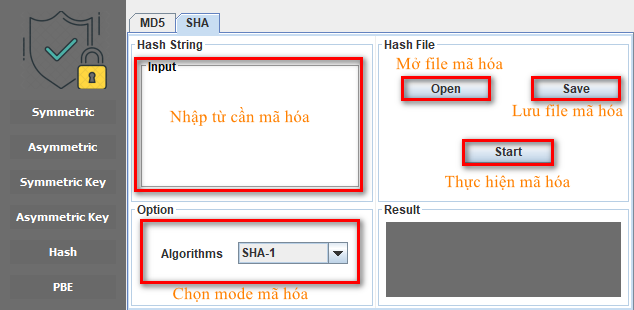 MD5 SHA
Symmetric
Asymmetric
Symmetric Key
Asymmetric Key
Hash
PBE
Hash String
Input
Nhập từ cần mã hóa
Option
Algorithms SHA-1
Chọn mode mã hóa
Hash File
Mở file mã hóa
Open Save
Lưu file mã hóa
Start
Thực hiện mã hóa
Result